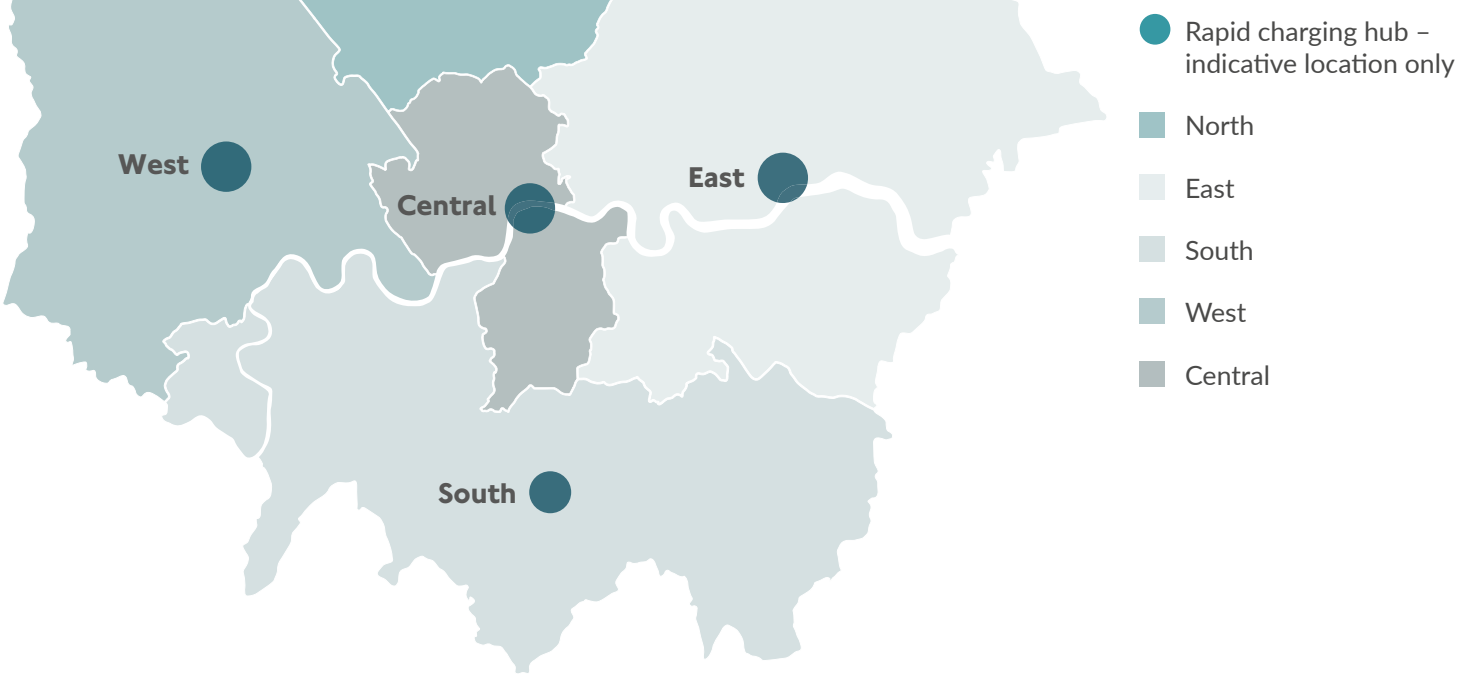 West
Central
East
South
Rapid charging hub –
indicative location only
North
East
South
West
Central